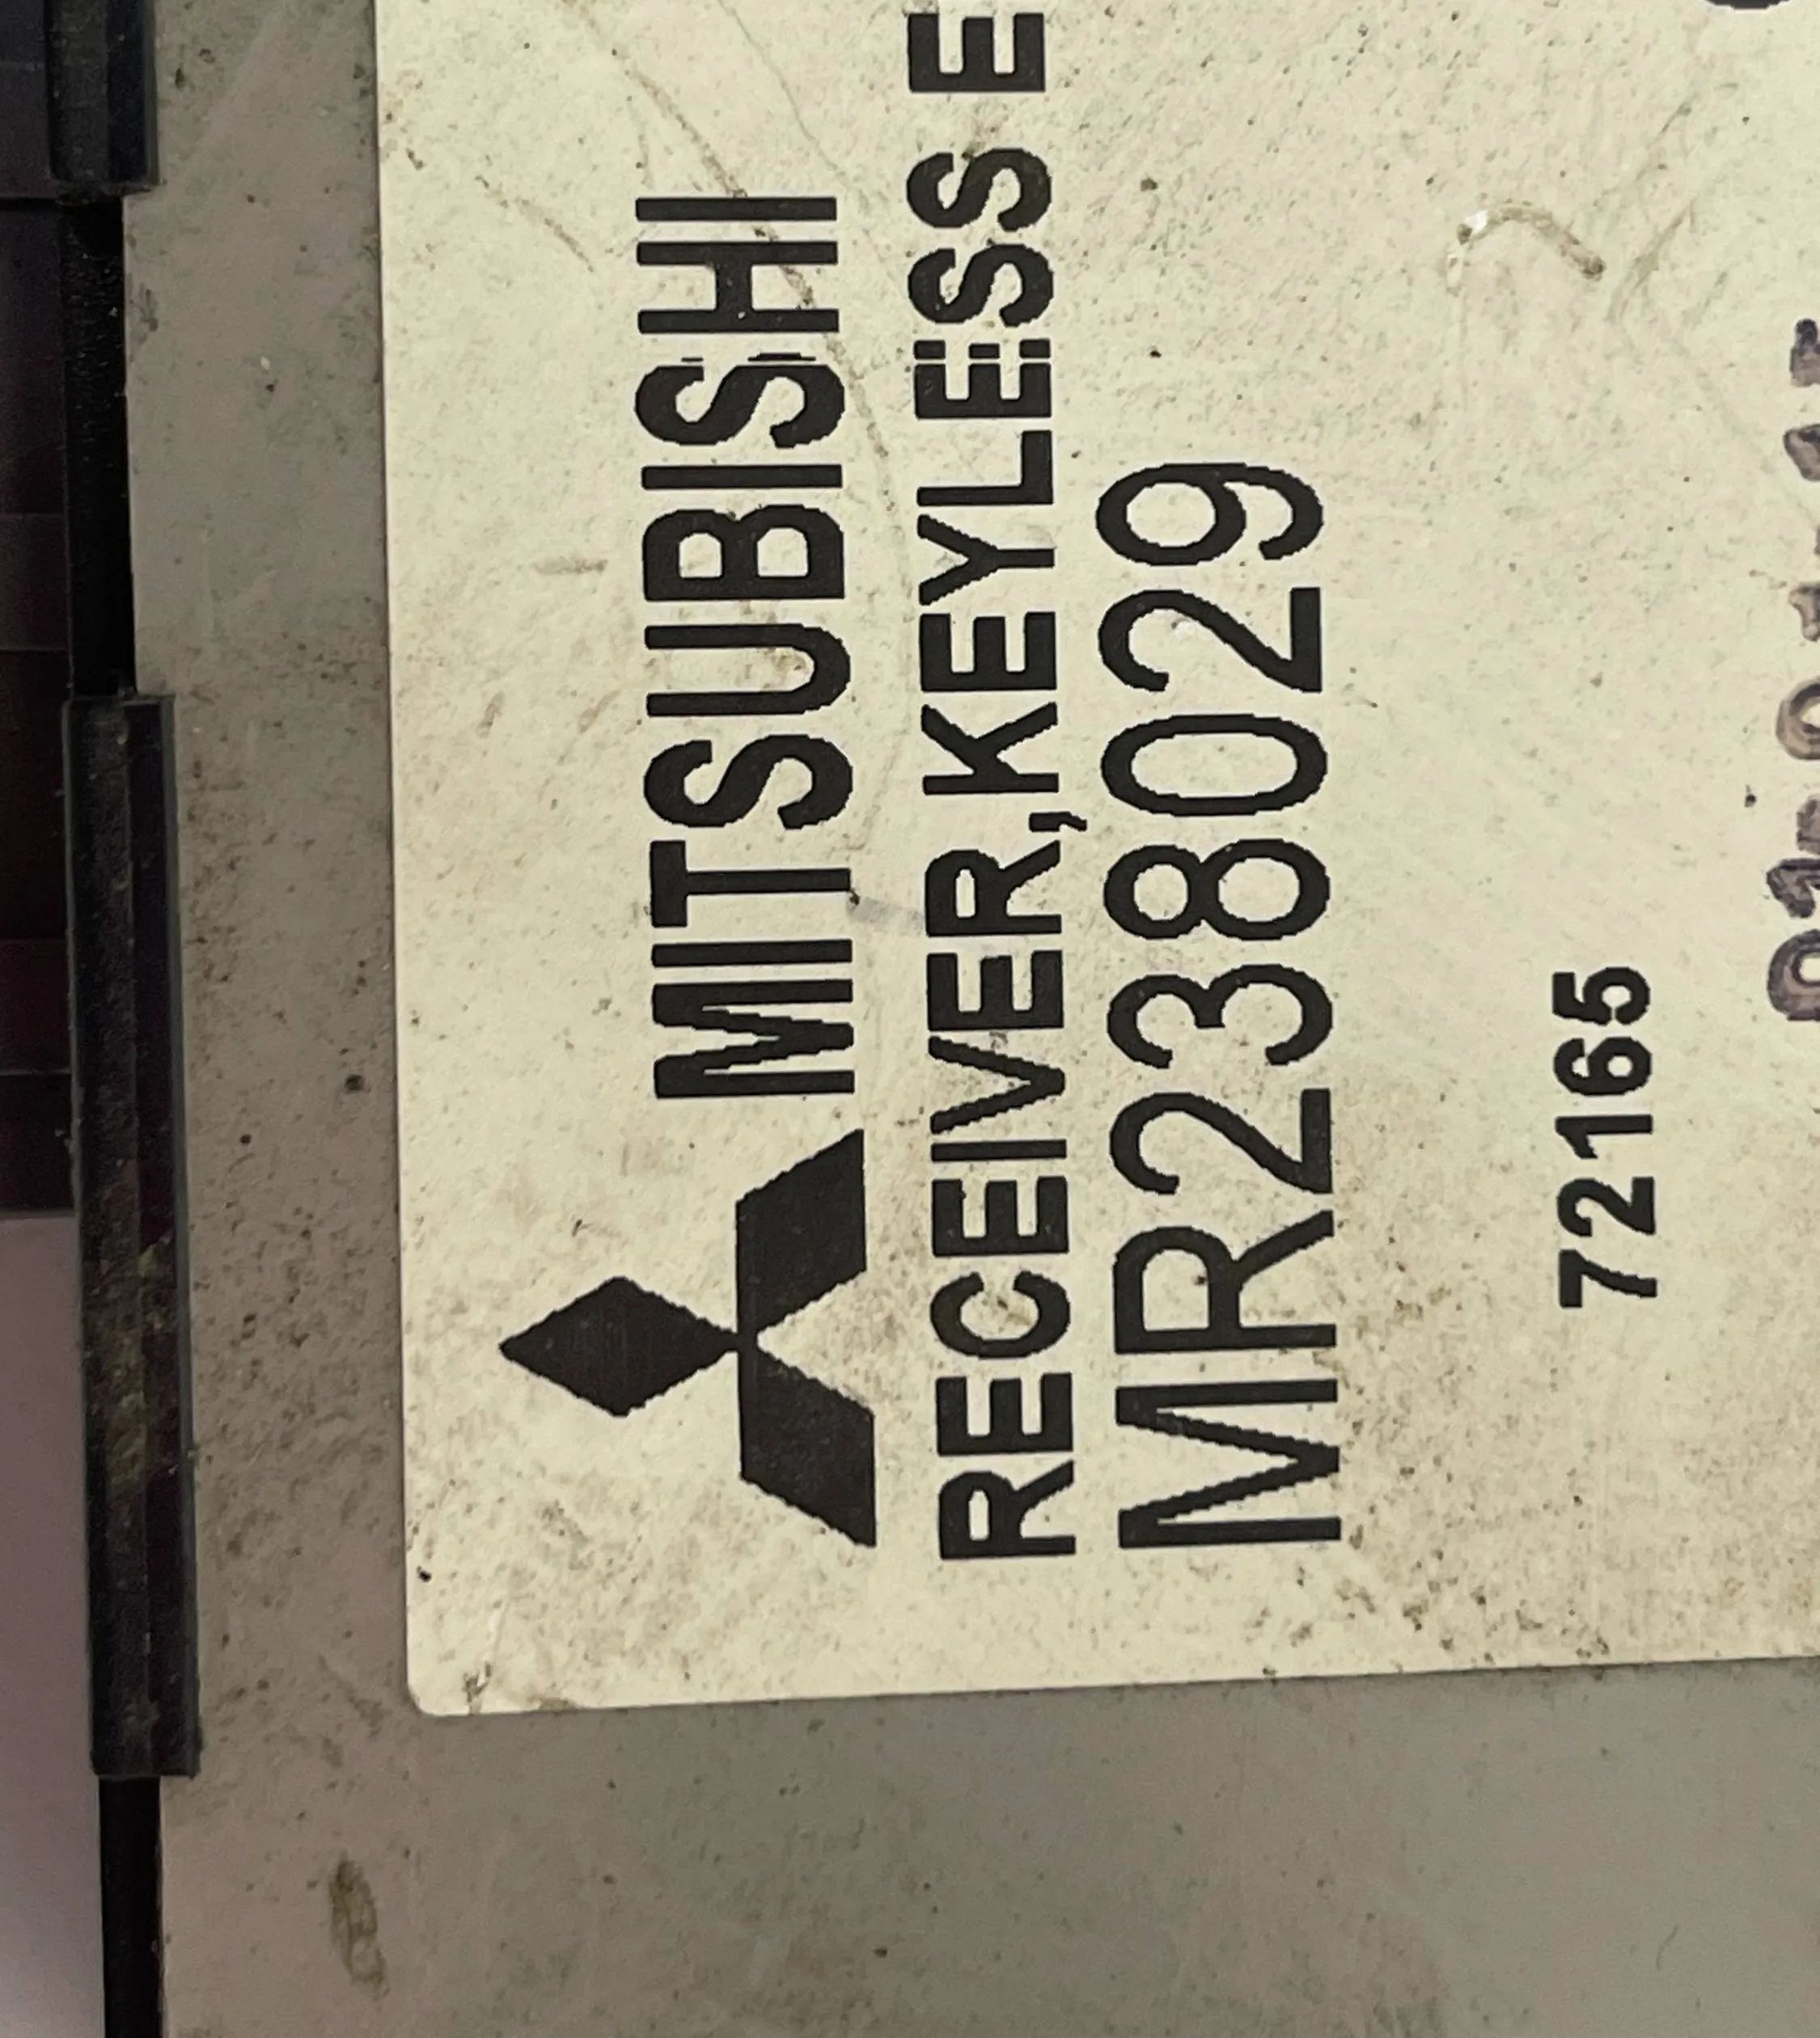 MITSUBISHI
RECEIVER,KEYLESS E
MR238029
72165